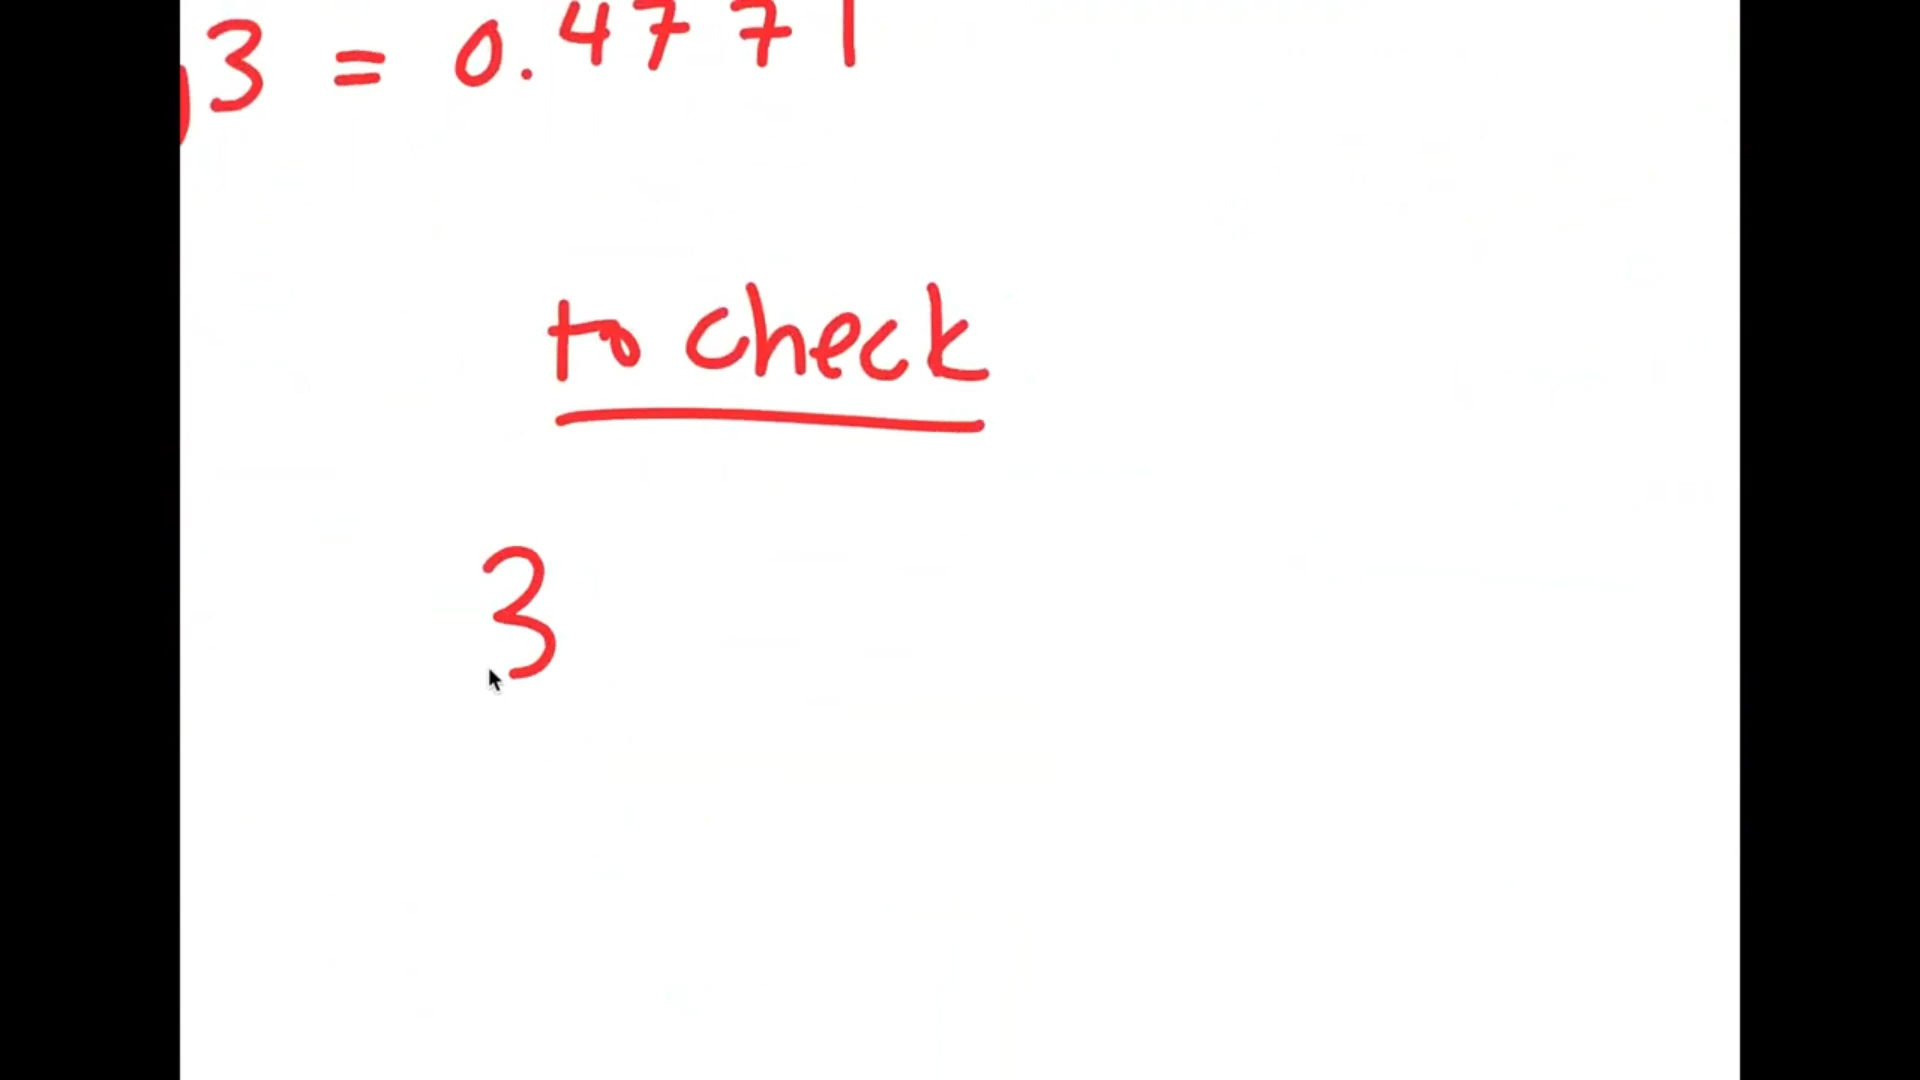 3 = 0.4771
to check
3